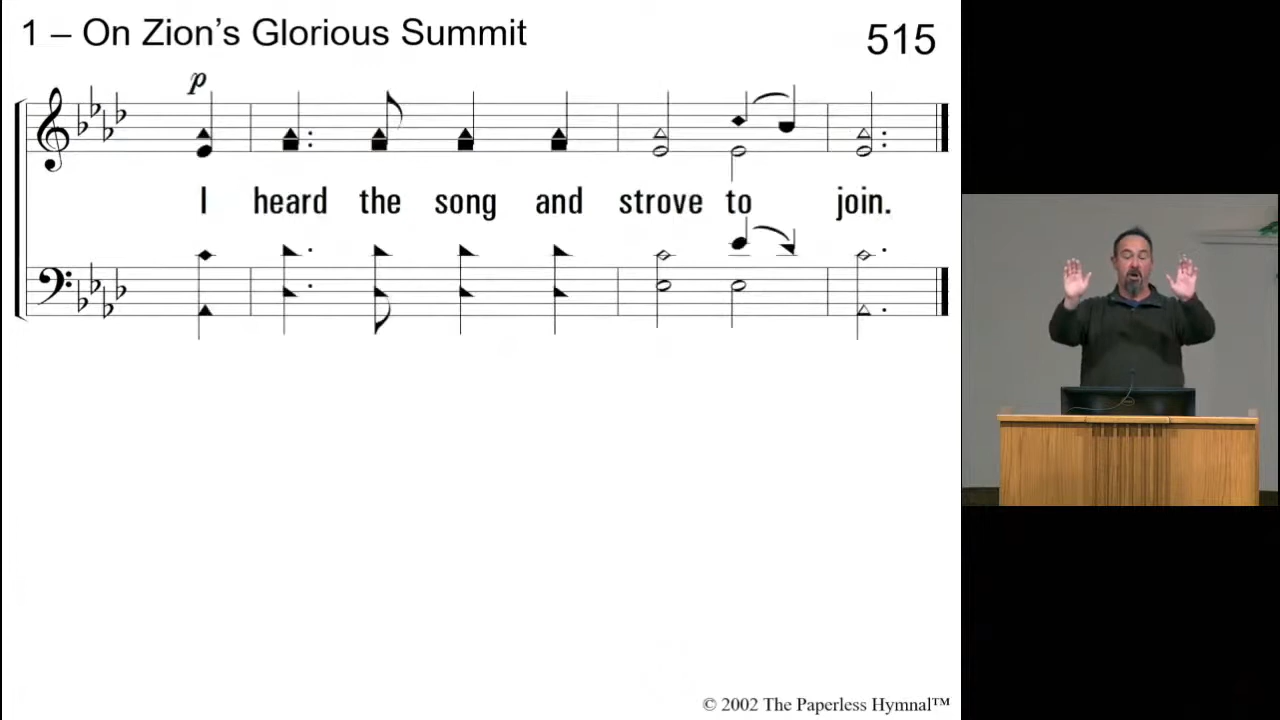 1 – On Zion’s Glorious Summit
515
p
I heard the song and strove to join.
© 2002 The Paperless Hymnal™